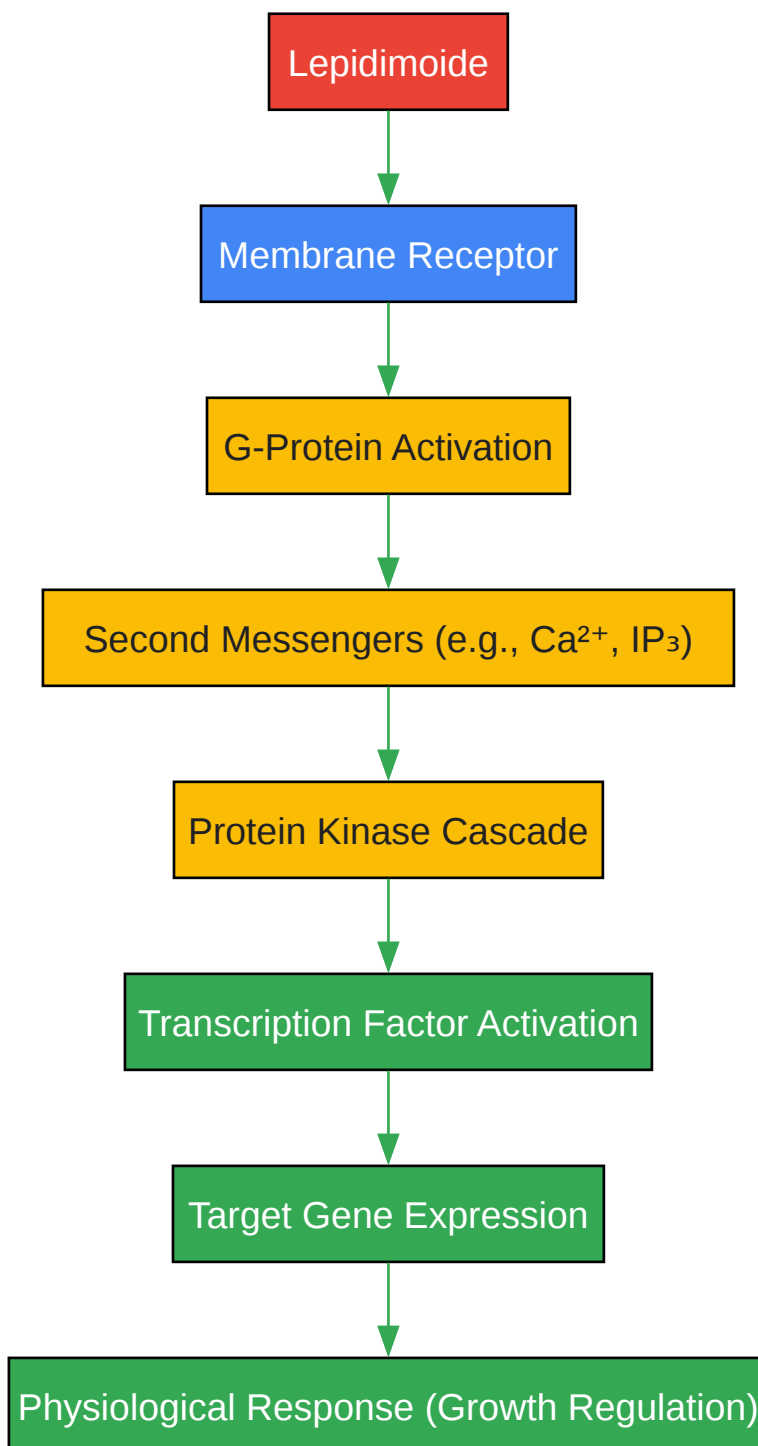 Lepidimoide
Membrane Receptor
G-Protein Activation
Second Messengers (e.g., Ca²⁺, IP₃)
Protein Kinase Cascade
Transcription Factor Activation
Target Gene Expression
Physiological Response (Growth Regulation)